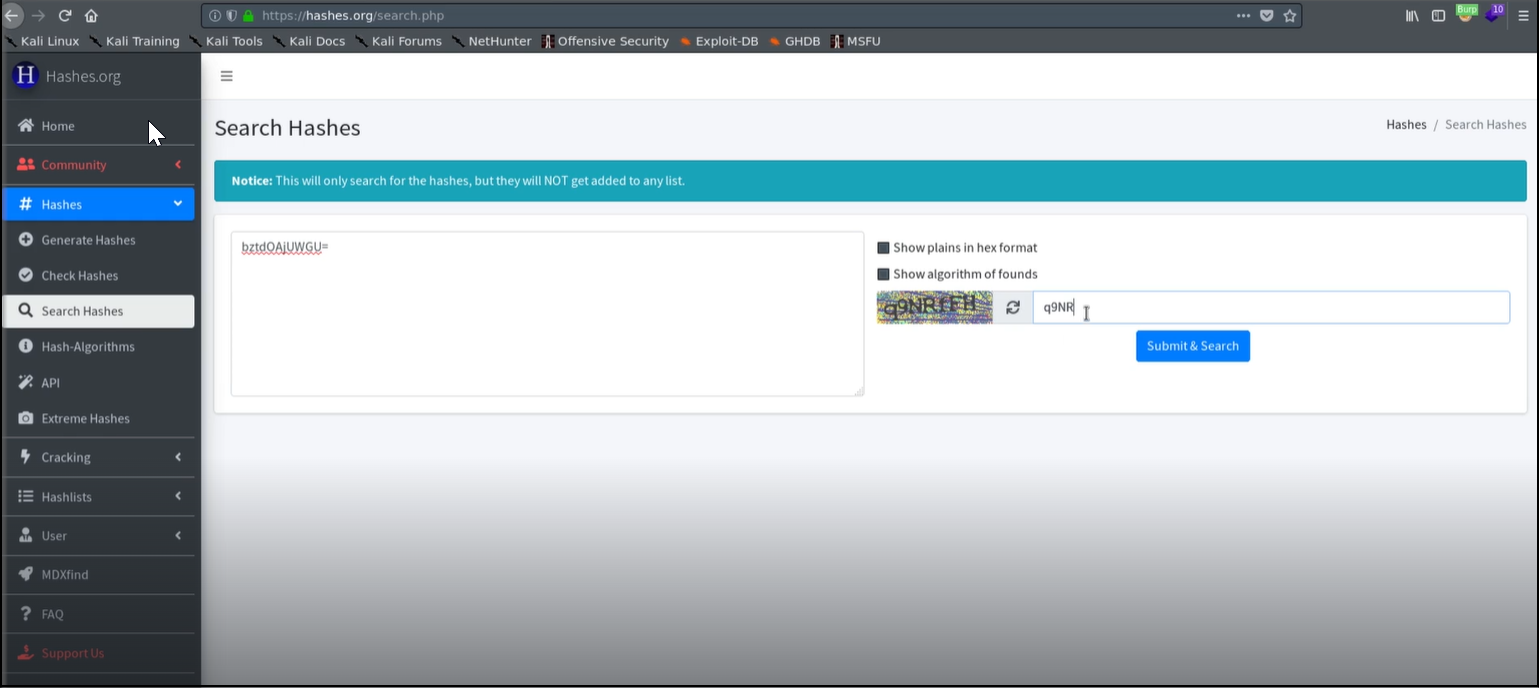 https://hashes.org/search.php
Burp
10
Kali Linux Kali Training Kali Tools Kali Docs Kali Forums NetHunter Offensive Security Exploit-DB GHDB MSFU
H Hashes.org
Home
Community
Hashes
Generate Hashes
Check Hashes
Search Hashes
Hash-Algorithms
API
Extreme Hashes
Cracking
Hashlists
User
MDXfind
FAQ
Support Us
Search Hashes
Hashes / Search Hashes
Notice: This will only search for the hashes, but they will NOT get added to any list.
bztdOAjUWGU=
Show plains in hex format
Show algorithm of founds
q9NR
Submit & Search